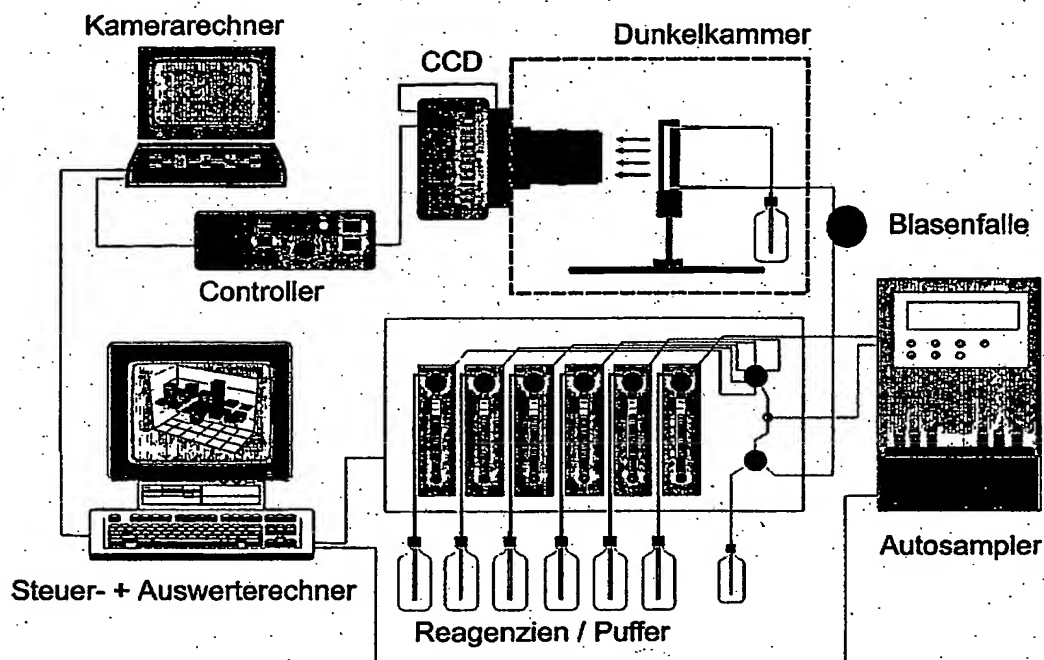 Kamerarechner
CCD
Dunkelkammer
Controller
Blasenfalle
Steuer- + Auswerterechner
Reagenzien / Puffer
Autosampler